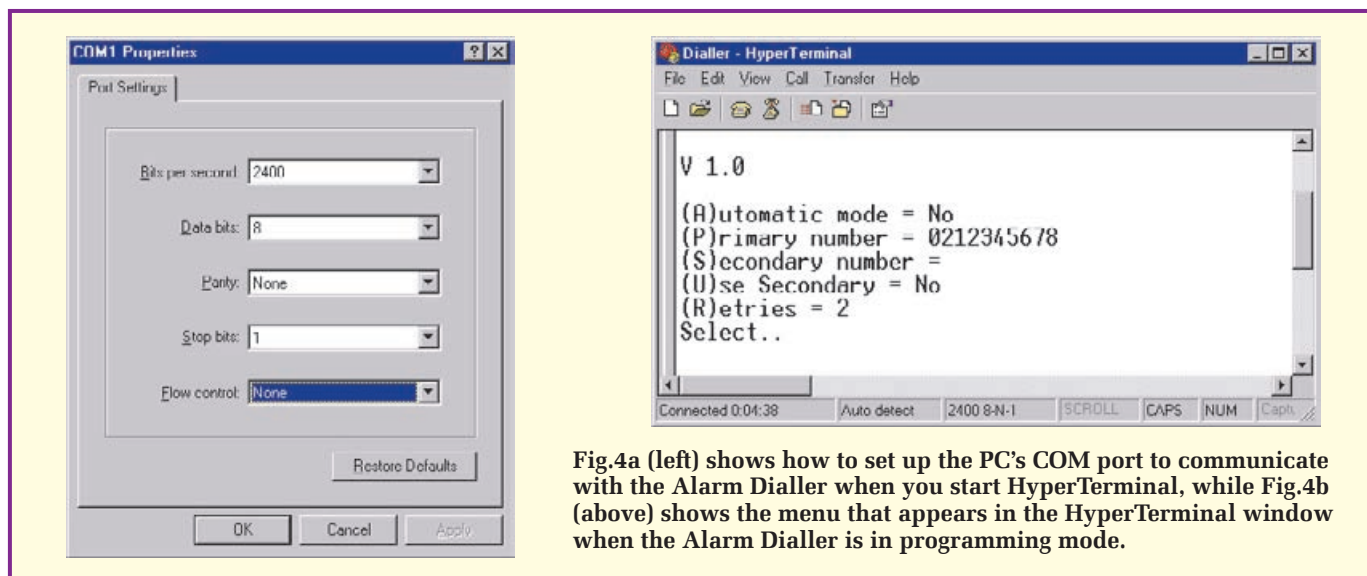 COM1 Properties
Port Settings
Bits per second: 2400
Data bits: 8
Parity: None
Stop bits: 1
Flow control: None
Restore Defaults
OK Cancel Apply
Dialler - HyperTerminal
File Edit View Call Transfer Help
V 1.0
(A)utomatic mode = No
(P)rimary number = 0212345678
(S)econdary number =
(U)se Secondary = No
(R)etries = 2
Select..
Connected 0:04:38 Auto detect 2400 8-N-1 SCROLL CAPS NUM Capt
Fig.4a (left) shows how to set up the PC's COM port to communicate
with the Alarm Dialler when you start HyperTerminal, while Fig.4b
(above) shows the menu that appears in the HyperTerminal window
when the Alarm Dialler is in programming mode.